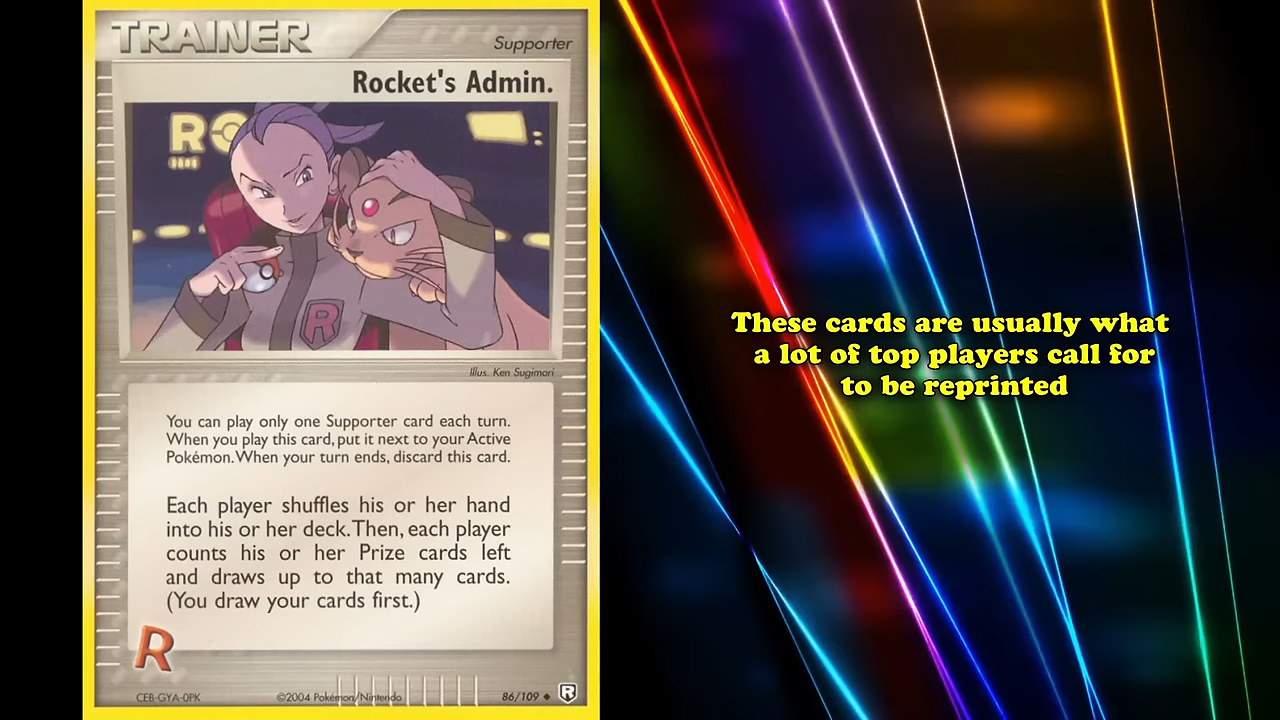 TRAINER
Supporter
Rocket's Admin.
R
R
Illus. Ken Sugimori
You can play only one Supporter card each turn.
When you play this card, put it next to your Active
Pokémon. When your turn ends, discard this card.
Each player shuffles his or her hand
into his or her deck. Then, each player
counts his or her Prize cards left
and draws up to that many cards.
(You draw your cards first.)
R
CEB-GYA-0PK
©2004 Pokémon/Nintendo
86/109
R
These cards are usually what
a lot of top players call for
to be reprinted